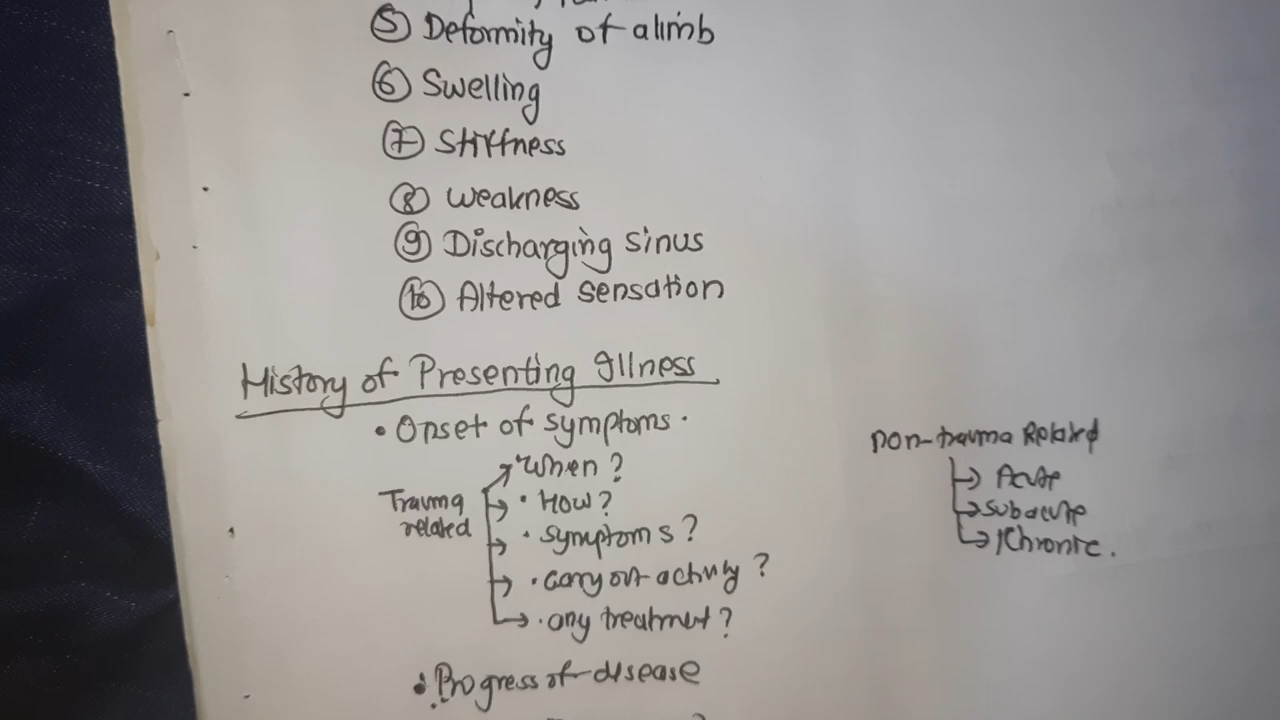 ⑤ Deformity of a limb
⑥ Swelling
⑦ Stiffness
⑧ Weakness
⑨ Discharging sinus
⑩ Altered sensation
History of Presenting Illness
• Onset of symptoms.
Trauma related
→ When?
→ • How?
→ • symptoms?
→ • carry out activity?
→ • any treatment?
Non-trauma Related
→ Acute
→ Subacute
→ Chronic.
• Progress of disease